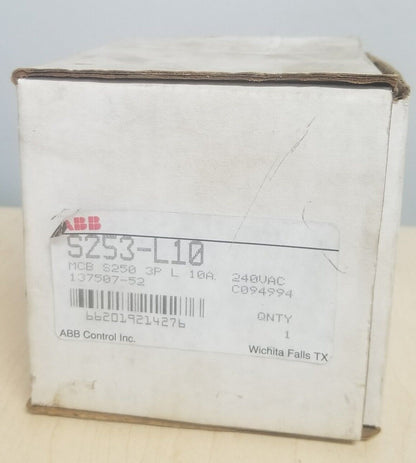 ABB
S253-L10
MCB S250 3P L 10A 240VAC
137507-52 C094994
662019214276 QNTY
1
ABB Control Inc. Wichita Falls TX